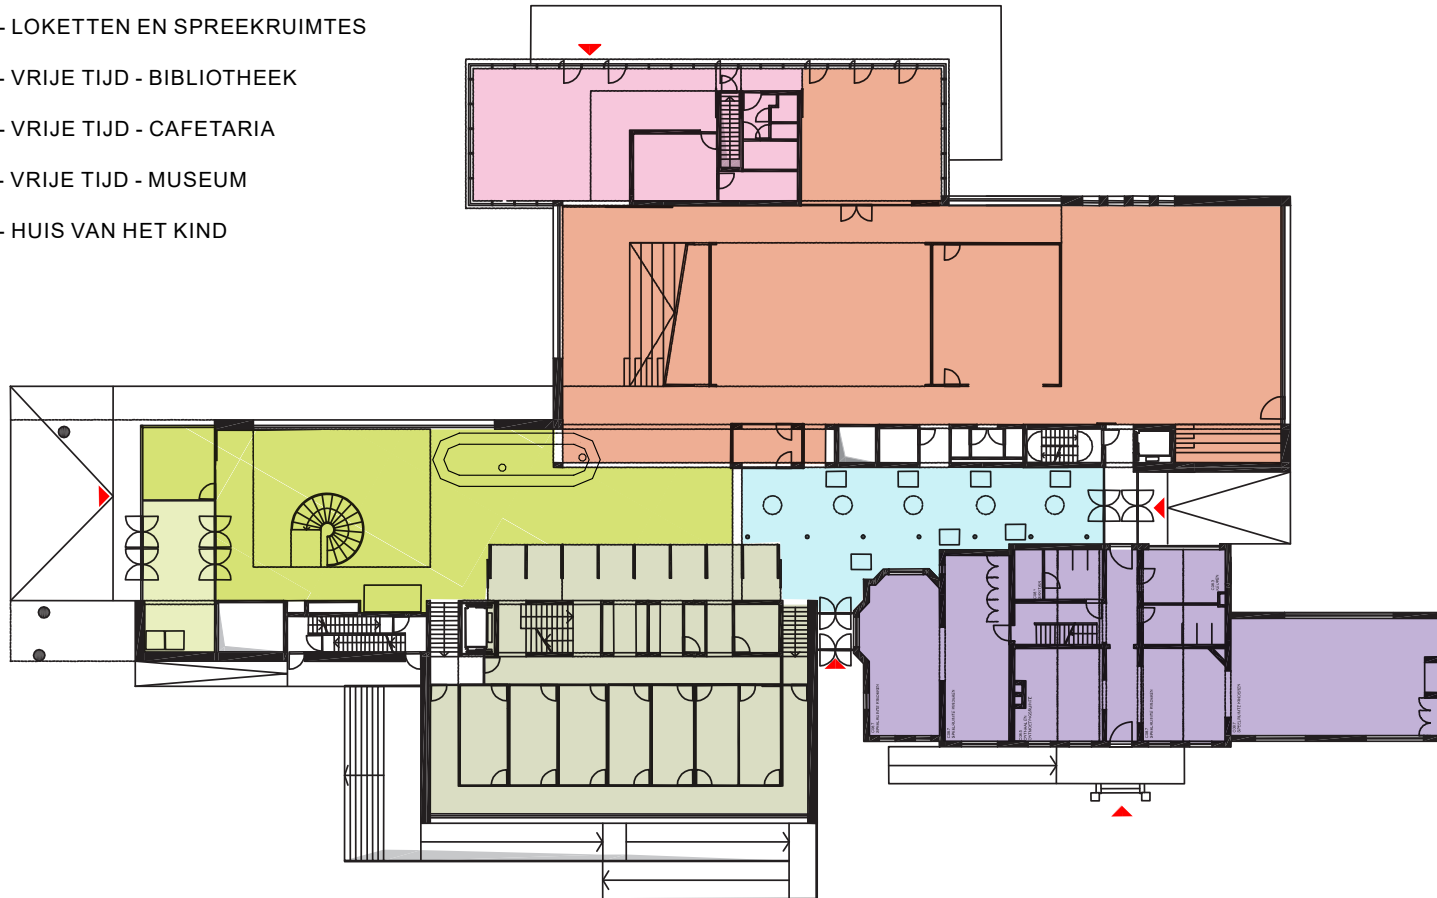 - LOKETTEN EN SPREEKRUIMTES
- VRIJE TIJD - BIBLIOTHEEK
- VRIJE TIJD - CAFETARIA
- VRIJE TIJD - MUSEUM
- HUIS VAN HET KIND